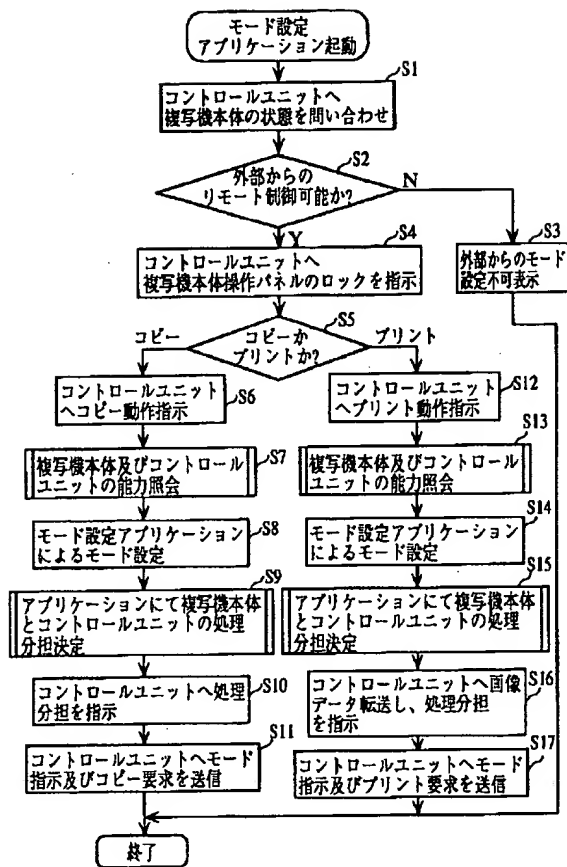 モード設定
アプリケーション起動
S1
コントロールユニットへ
複写機本体の状態を問い合わせ
S2
外部からの
リモート制御可能か?
N
Y
S3
外部からのモード
設定不可表示
S4
コントロールユニットへ
複写機本体操作パネルのロックを指示
S5
コピーか
プリントか?
コピー
プリント
コントロールユニット
へコピー動作指示
S6
複写機本体及びコントロール
ユニットの能力照会
S7
モード設定アプリケーション
によるモード設定
S8
S9
アプリケーションにて複写機本体
とコントロールユニットの処理
分担決定
コントロールユニットへ処理
分担を指示
S10
S11
コントロールユニットへモード
指示及びコピー要求を送信
コントロールユニット
へプリント動作指示
S12
S13
複写機本体及びコントロール
ユニットの能力照会
S14
モード設定アプリケーション
によるモード設定
S15
アプリケーションにて複写機本体
とコントロールユニットの処理
分担決定
コントロールユニットへ画像
データ転送し、処理分担
を指示
S16
S17
コントロールユニットへモード
指示及びプリント要求を送信
終了